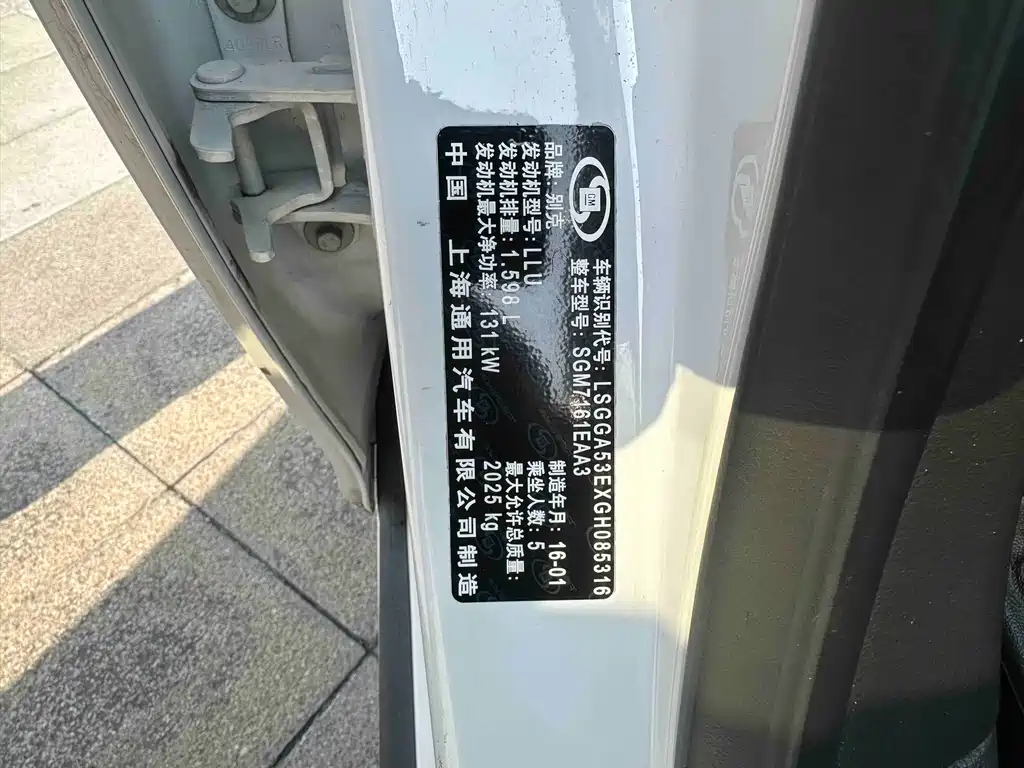 GM
车辆识别代号: LSGGA53EXGH085316
整车型号: SGM7161EAA3
品牌: 别克
制造年月: 16-01
发动机型号: LLU
乘坐人数: 5
发动机排量: 1.598 L
最大允许总质量:
发动机最大净功率: 131 kW
2025 kg
中国 上海通用汽车有限公司制造